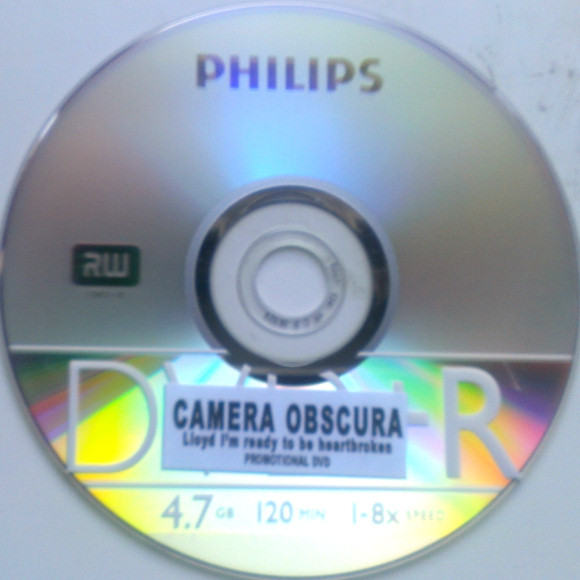 PHILIPS
RW
CAMERA OBSCURA
Lloyd I'm ready to be heartbroken
PROMOTIONAL DVD
4.7 GB 120 MIN 1-8x SPEED